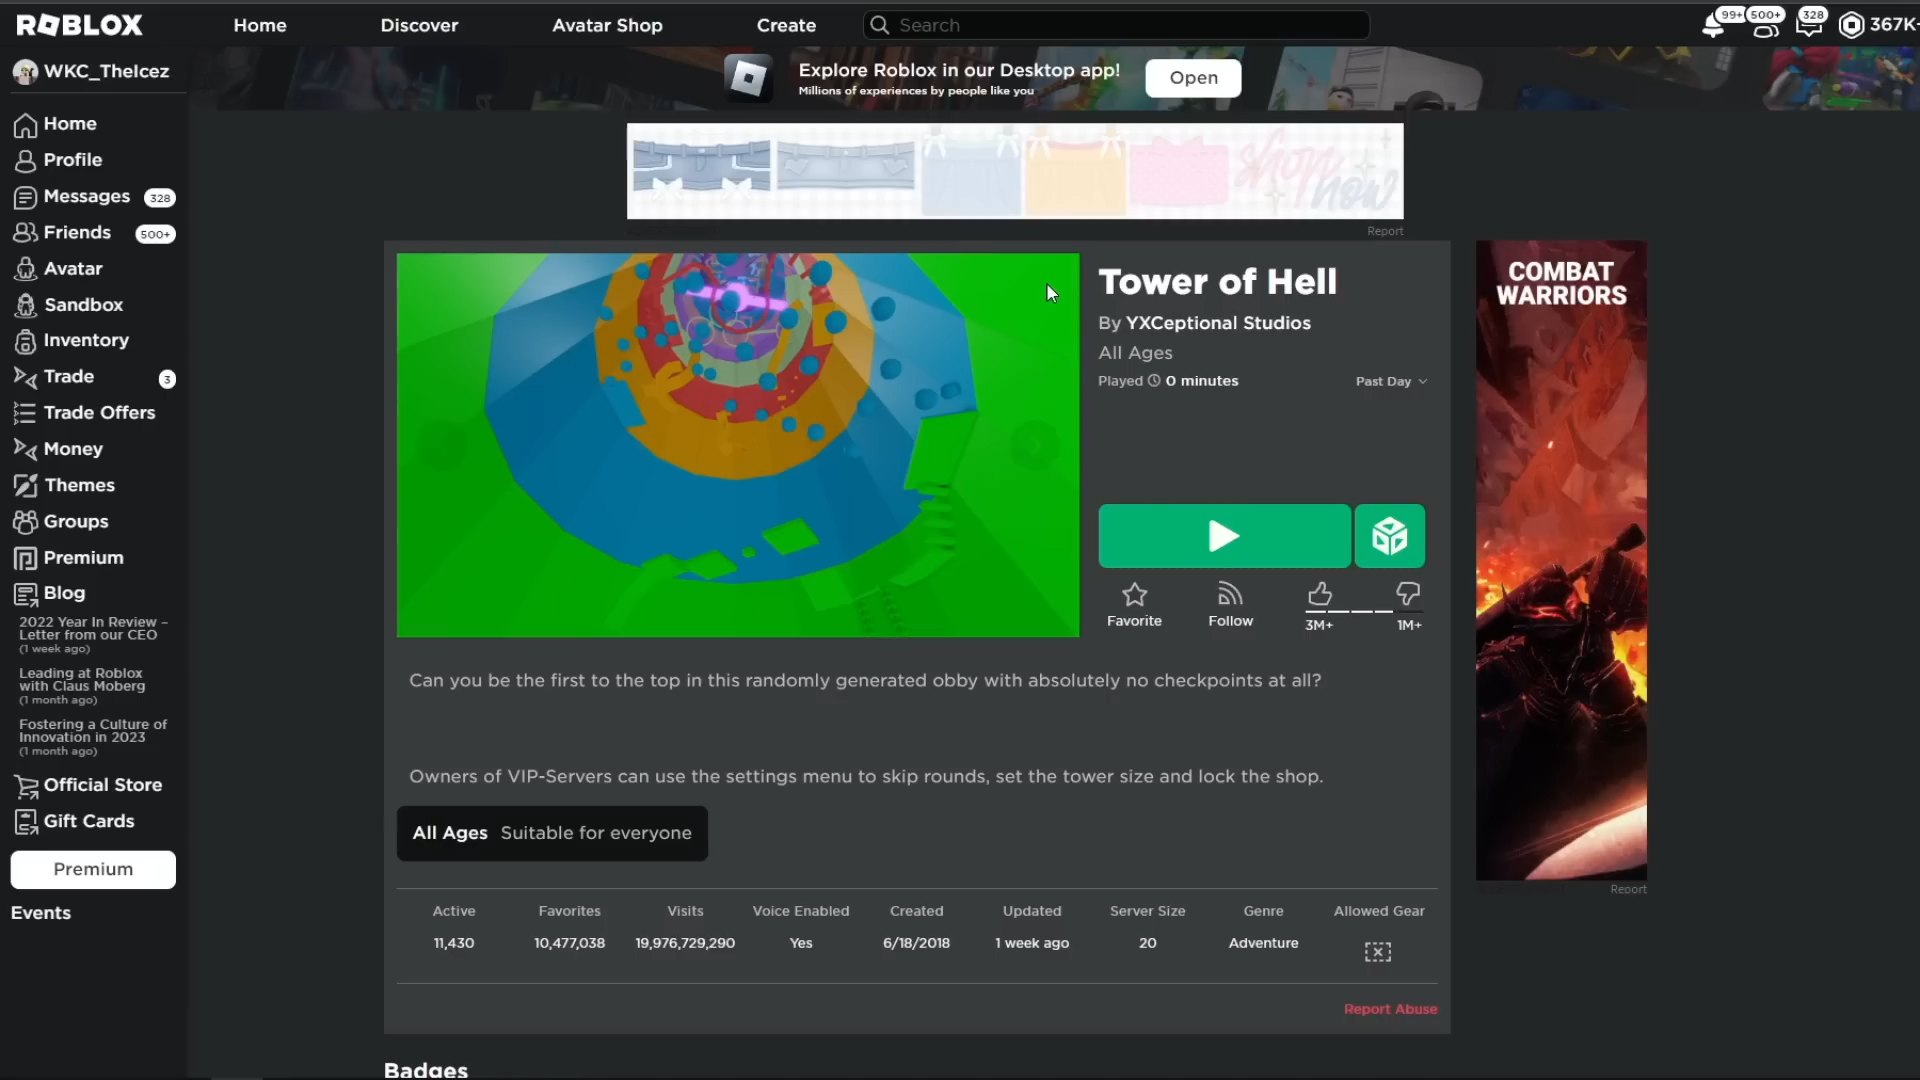 ROBLOX
Home
Discover
Avatar Shop
Create
Search
99+
500+
328
367K+
WKC_TheIcez
Explore Roblox in our Desktop app!
Millions of experiences by people like you
Open
Home
Profile
Messages 328
Friends 500+
Avatar
Sandbox
Inventory
Trade 3
Trade Offers
Money
Themes
Groups
Premium
Blog
2022 Year In Review –
Letter from our CEO
(1 week ago)
Leading at Roblox
with Claus Moberg
(1 month ago)
Fostering a Culture of
Innovation in 2023
(1 month ago)
Official Store
Gift Cards
Premium
Events
shop
now
Report
Tower of Hell
By YXCeptional Studios
All Ages
Played 0 minutes
Past Day
Favorite
Follow
3M+
1M+
Can you be the first to the top in this randomly generated obby with absolutely no checkpoints at all?
Owners of VIP-Servers can use the settings menu to skip rounds, set the tower size and lock the shop.
All Ages Suitable for everyone
Active Favorites Visits Voice Enabled Created Updated Server Size Genre Allowed Gear
11,430 10,477,038 19,976,729,290 Yes 6/18/2018 1 week ago 20 Adventure
Report Abuse
Badges
COMBAT
WARRIORS
Report